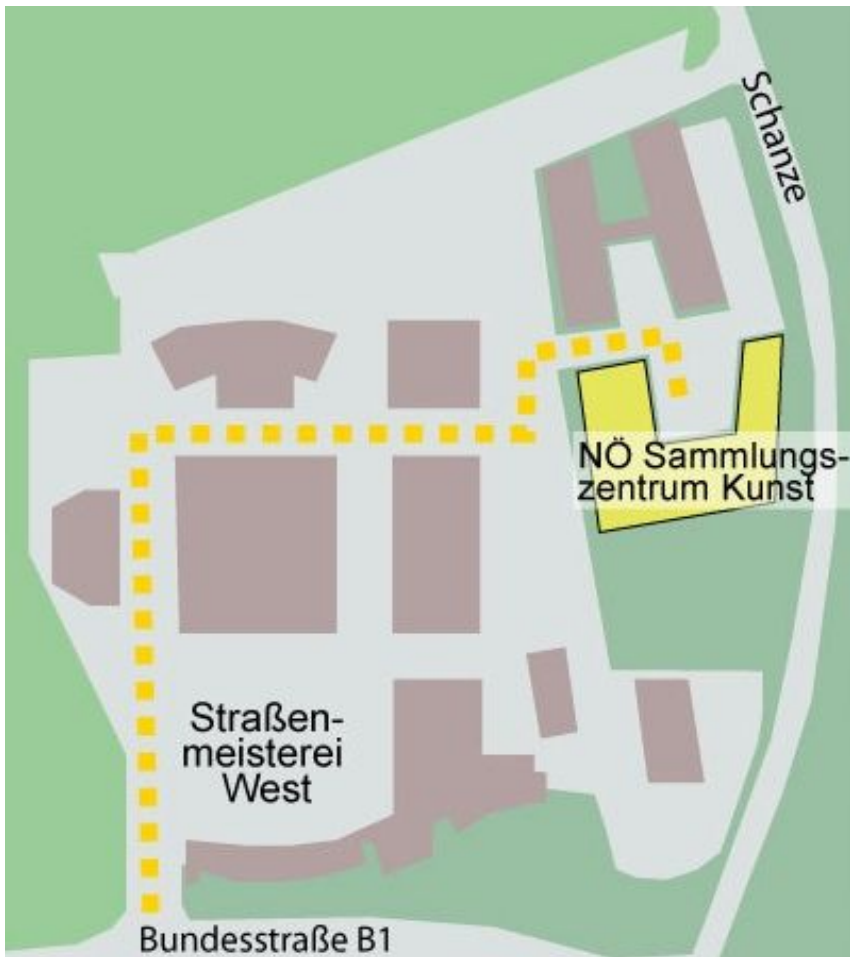 Schanze
NÖ Sammlungs-
zentrum Kunst
Straßen-
meisterei
West
Bundesstraße B1